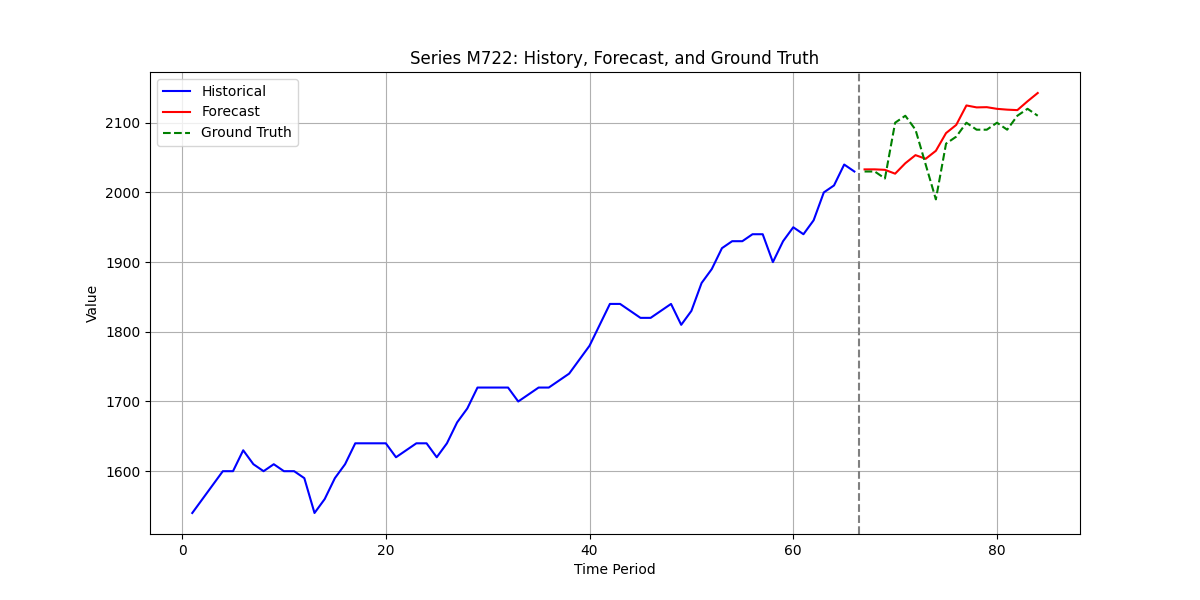 Series M722: History, Forecast, and Ground Truth
Historical
Forecast
Ground Truth
2100
2000
1900
1800
1700
1600
Value
0
20
40
60
80
Time Period